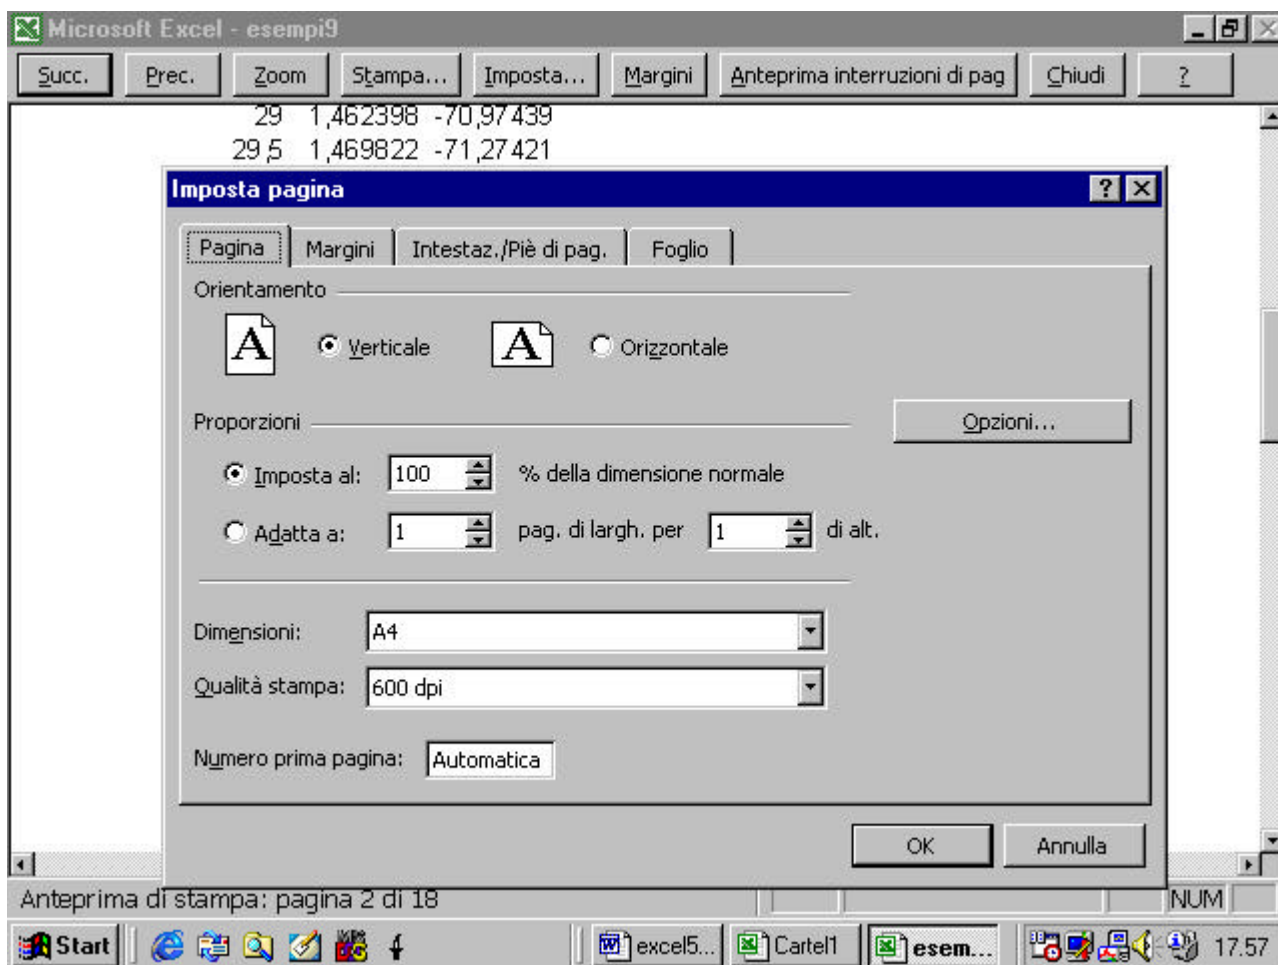 Microsoft Excel - esempi9
Succ. Prec. Zoom Stampa... Imposta... Margini Anteprima interruzioni di pag Chiudi ?
29 1,462398 -70,97439
29,5 1,469822 -71,27421
Imposta pagina
Pagina Margini Intestaz./Piè di pag. Foglio
Orientamento
A Verticale A Orizzontale
Proporzioni
Opzioni...
Imposta al: 100 % della dimensione normale
Adatta a: 1 pag. di largh. per 1 di alt.
Dimensioni: A4
Qualità stampa: 600 dpi
Numero prima pagina: Automatica
OK Annulla
Anteprima di stampa: pagina 2 di 18 NUM
Start excel5... Cartel1 esem... 17.57